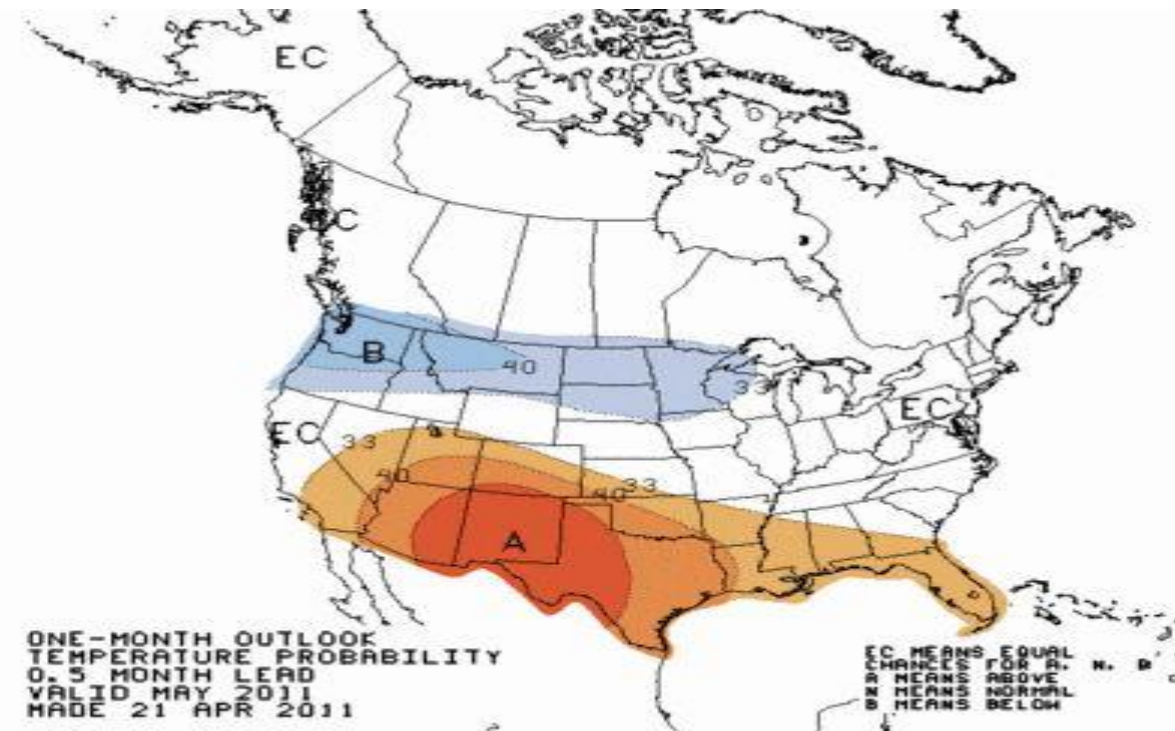 EC
EC
B
40
33
EC
EC
33
40
40
33
A
ONE-MONTH OUTLOOK
TEMPERATURE PROBABILITY
0.5 MONTH LEAD
VALID MAY 2011
MADE 21 APR 2011
EC MEANS EQUAL
CHANCES FOR A, N, B
A MEANS ABOVE
N MEANS NORMAL
B MEANS BELOW